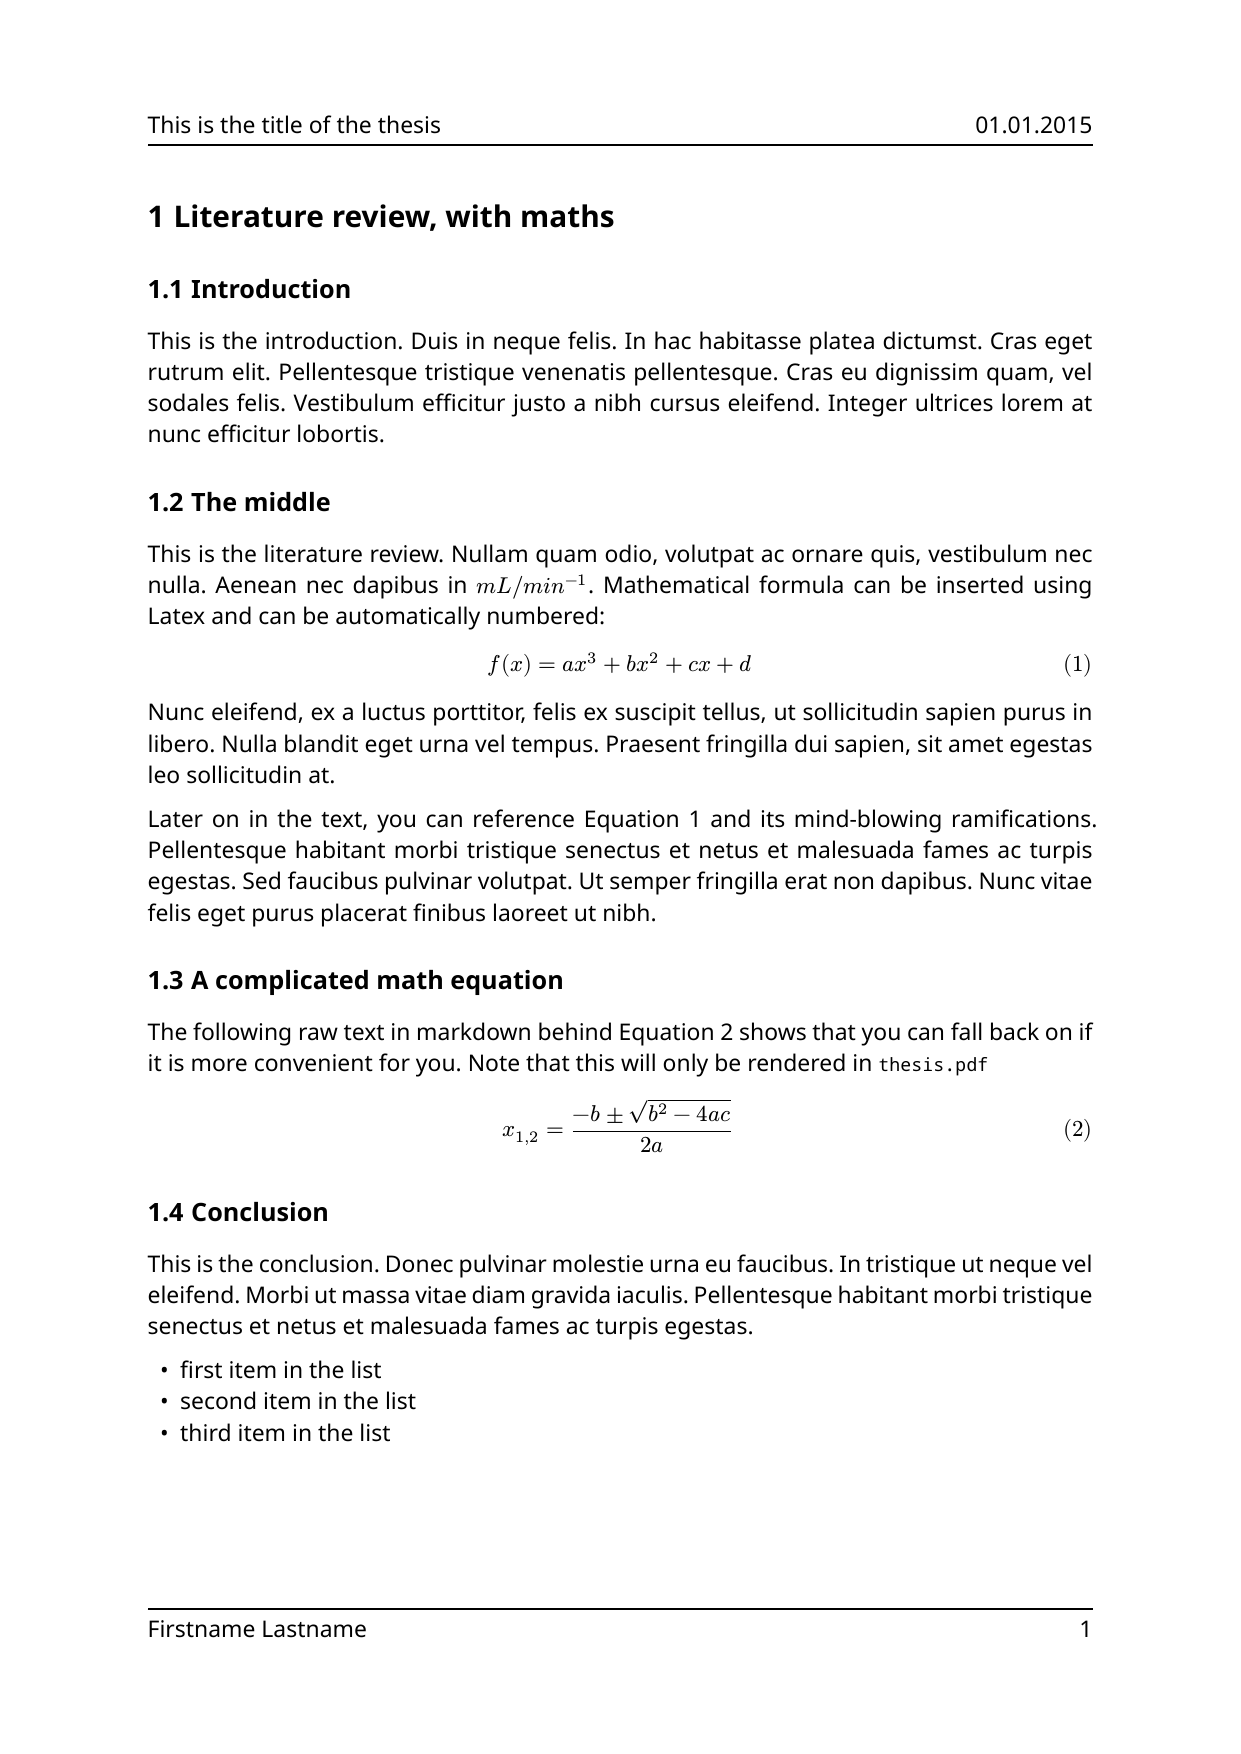 This is the title of the thesis 01.01.2015
1 Literature review, with maths
1.1 Introduction
This is the introduction. Duis in neque felis. In hac habitasse platea dictumst. Cras eget
rutrum elit. Pellentesque tristique venenatis pellentesque. Cras eu dignissim quam, vel
sodales felis. Vestibulum efficitur justo a nibh cursus eleifend. Integer ultrices lorem at
nunc efficitur lobortis.
1.2 The middle
This is the literature review. Nullam quam odio, volutpat ac ornare quis, vestibulum nec
nulla. Aenean nec dapibus in mL/min⁻¹. Mathematical formula can be inserted using
Latex and can be automatically numbered:
f(x) = ax³ + bx² + cx + d (1)
Nunc eleifend, ex a luctus porttitor, felis ex suscipit tellus, ut sollicitudin sapien purus in
libero. Nulla blandit eget urna vel tempus. Praesent fringilla dui sapien, sit amet egestas
leo sollicitudin at.
Later on in the text, you can reference Equation 1 and its mind-blowing ramifications.
Pellentesque habitant morbi tristique senectus et netus et malesuada fames ac turpis
egestas. Sed faucibus pulvinar volutpat. Ut semper fringilla erat non dapibus. Nunc vitae
felis eget purus placerat finibus laoreet ut nibh.
1.3 A complicated math equation
The following raw text in markdown behind Equation 2 shows that you can fall back on if
it is more convenient for you. Note that this will only be rendered in thesis.pdf
x₁,₂ = (−b ± √(b² − 4ac)) / 2a (2)
1.4 Conclusion
This is the conclusion. Donec pulvinar molestie urna eu faucibus. In tristique ut neque vel
eleifend. Morbi ut massa vitae diam gravida iaculis. Pellentesque habitant morbi tristique
senectus et netus et malesuada fames ac turpis egestas.
• first item in the list
• second item in the list
• third item in the list
Firstname Lastname 1